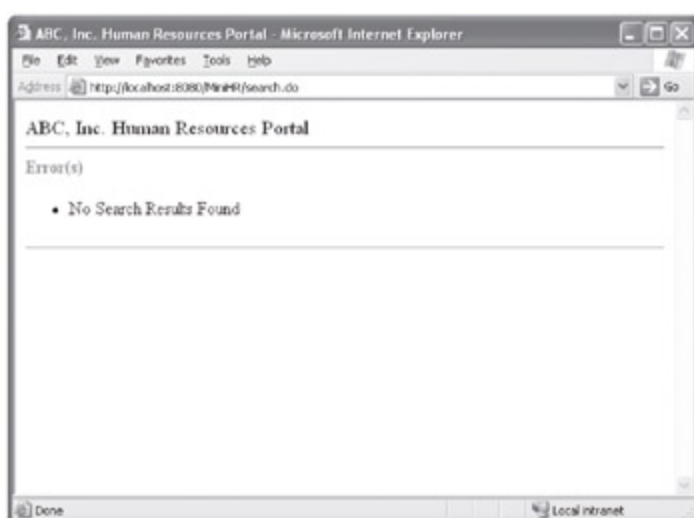 ABC, Inc. Human Resources Portal - Microsoft Internet Explorer
File Edit View Favorites Tools Help
Address http://localhost:8080/MiniHR/search.do Go
ABC, Inc. Human Resources Portal
Error(s)
• No Search Results Found
Done Local intranet